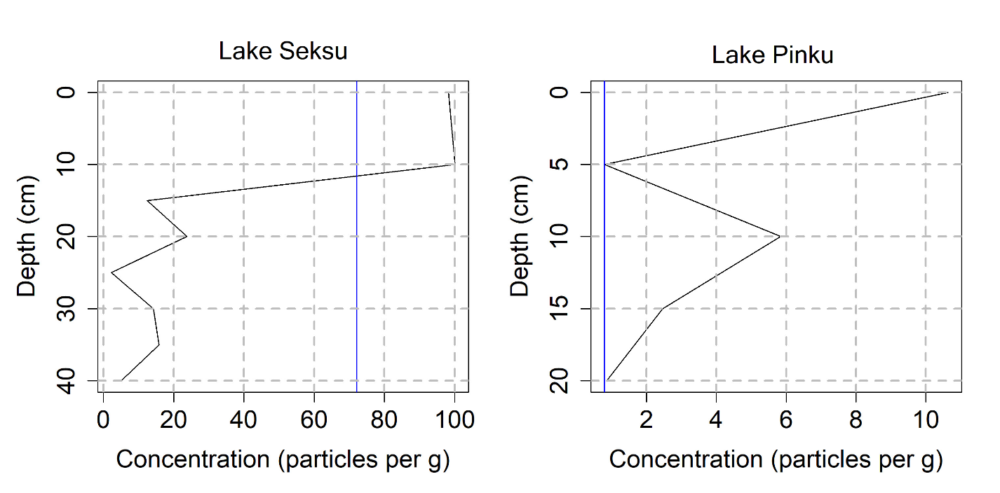 Lake Seksu
0
10
20
30
40
Depth (cm)
0 20 40 60 80 100
Concentration (particles per g)
Lake Pinku
0
5
10
15
20
Depth (cm)
2 4 6 8 10
Concentration (particles per g)